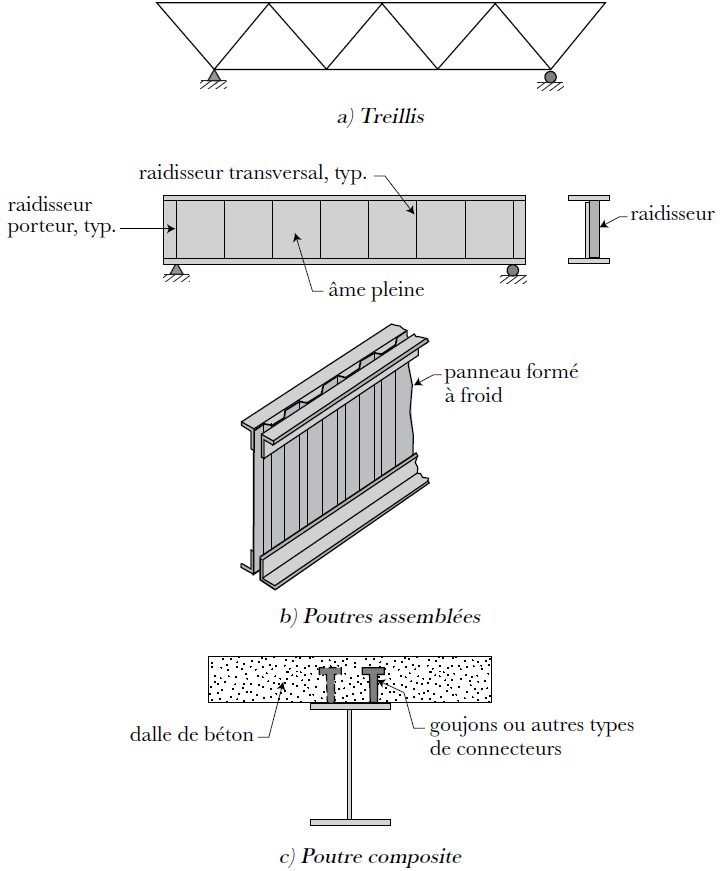 a) Treillis
raidisseur transversal, typ.
raidisseur
porteur, typ.
raidisseur
âme pleine
panneau formé
à froid
b) Poutres assemblées
dalle de béton
goujons ou autres types
de connecteurs
c) Poutre composite